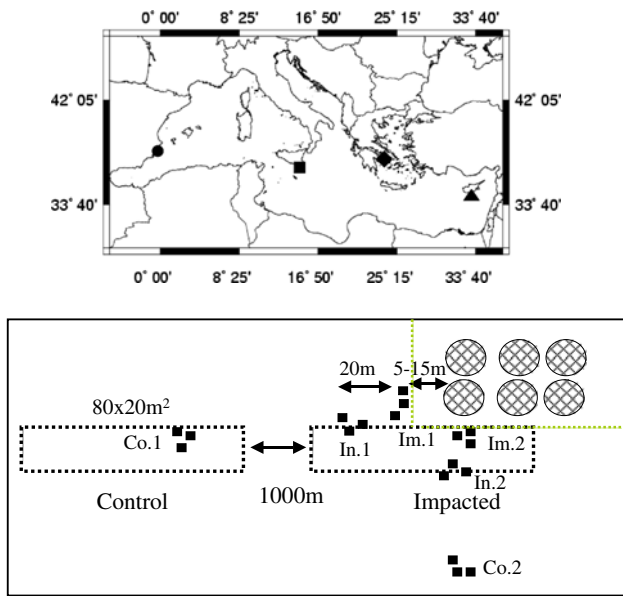 0° 00' 8° 25' 16° 50' 25° 15' 33° 40'
42° 05' 42° 05'
33° 40' 33° 40'
0° 00' 8° 25' 16° 50' 25° 15' 33° 40'
20m 5-15m
80x20m²
Co.1 In.1 Im.1 Im.2
In.2
Control 1000m Impacted
Co.2